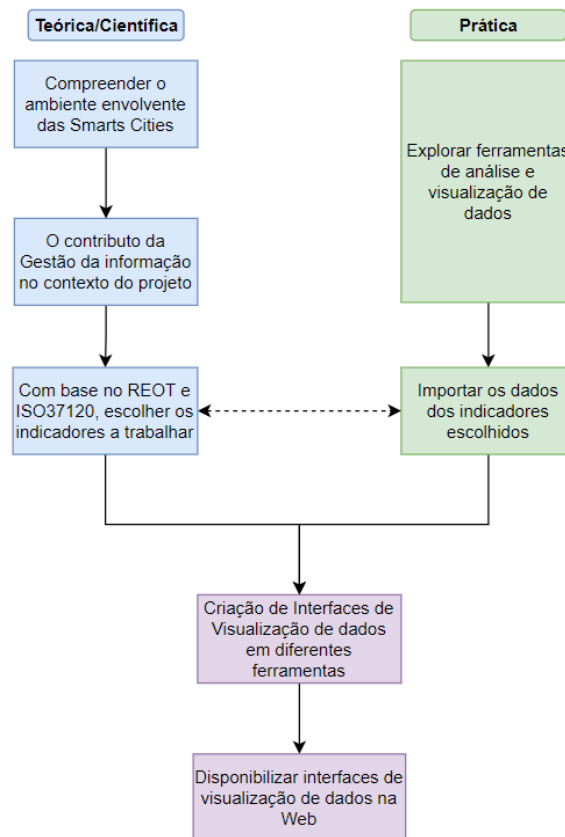 Teórica/Científica
Compreender o
ambiente envolvente
das Smarts Cities
O contributo da
Gestão da informação
no contexto do projeto
Com base no REOT e
ISO37120, escolher os
indicadores a trabalhar
Prática
Explorar ferramentas
de análise e
visualização de
dados
Importar os dados
dos indicadores
escolhidos
Criação de Interfaces de
Visualização de dados
em diferentes
ferramentas
Disponibilizar interfaces de
visualização de dados na
Web